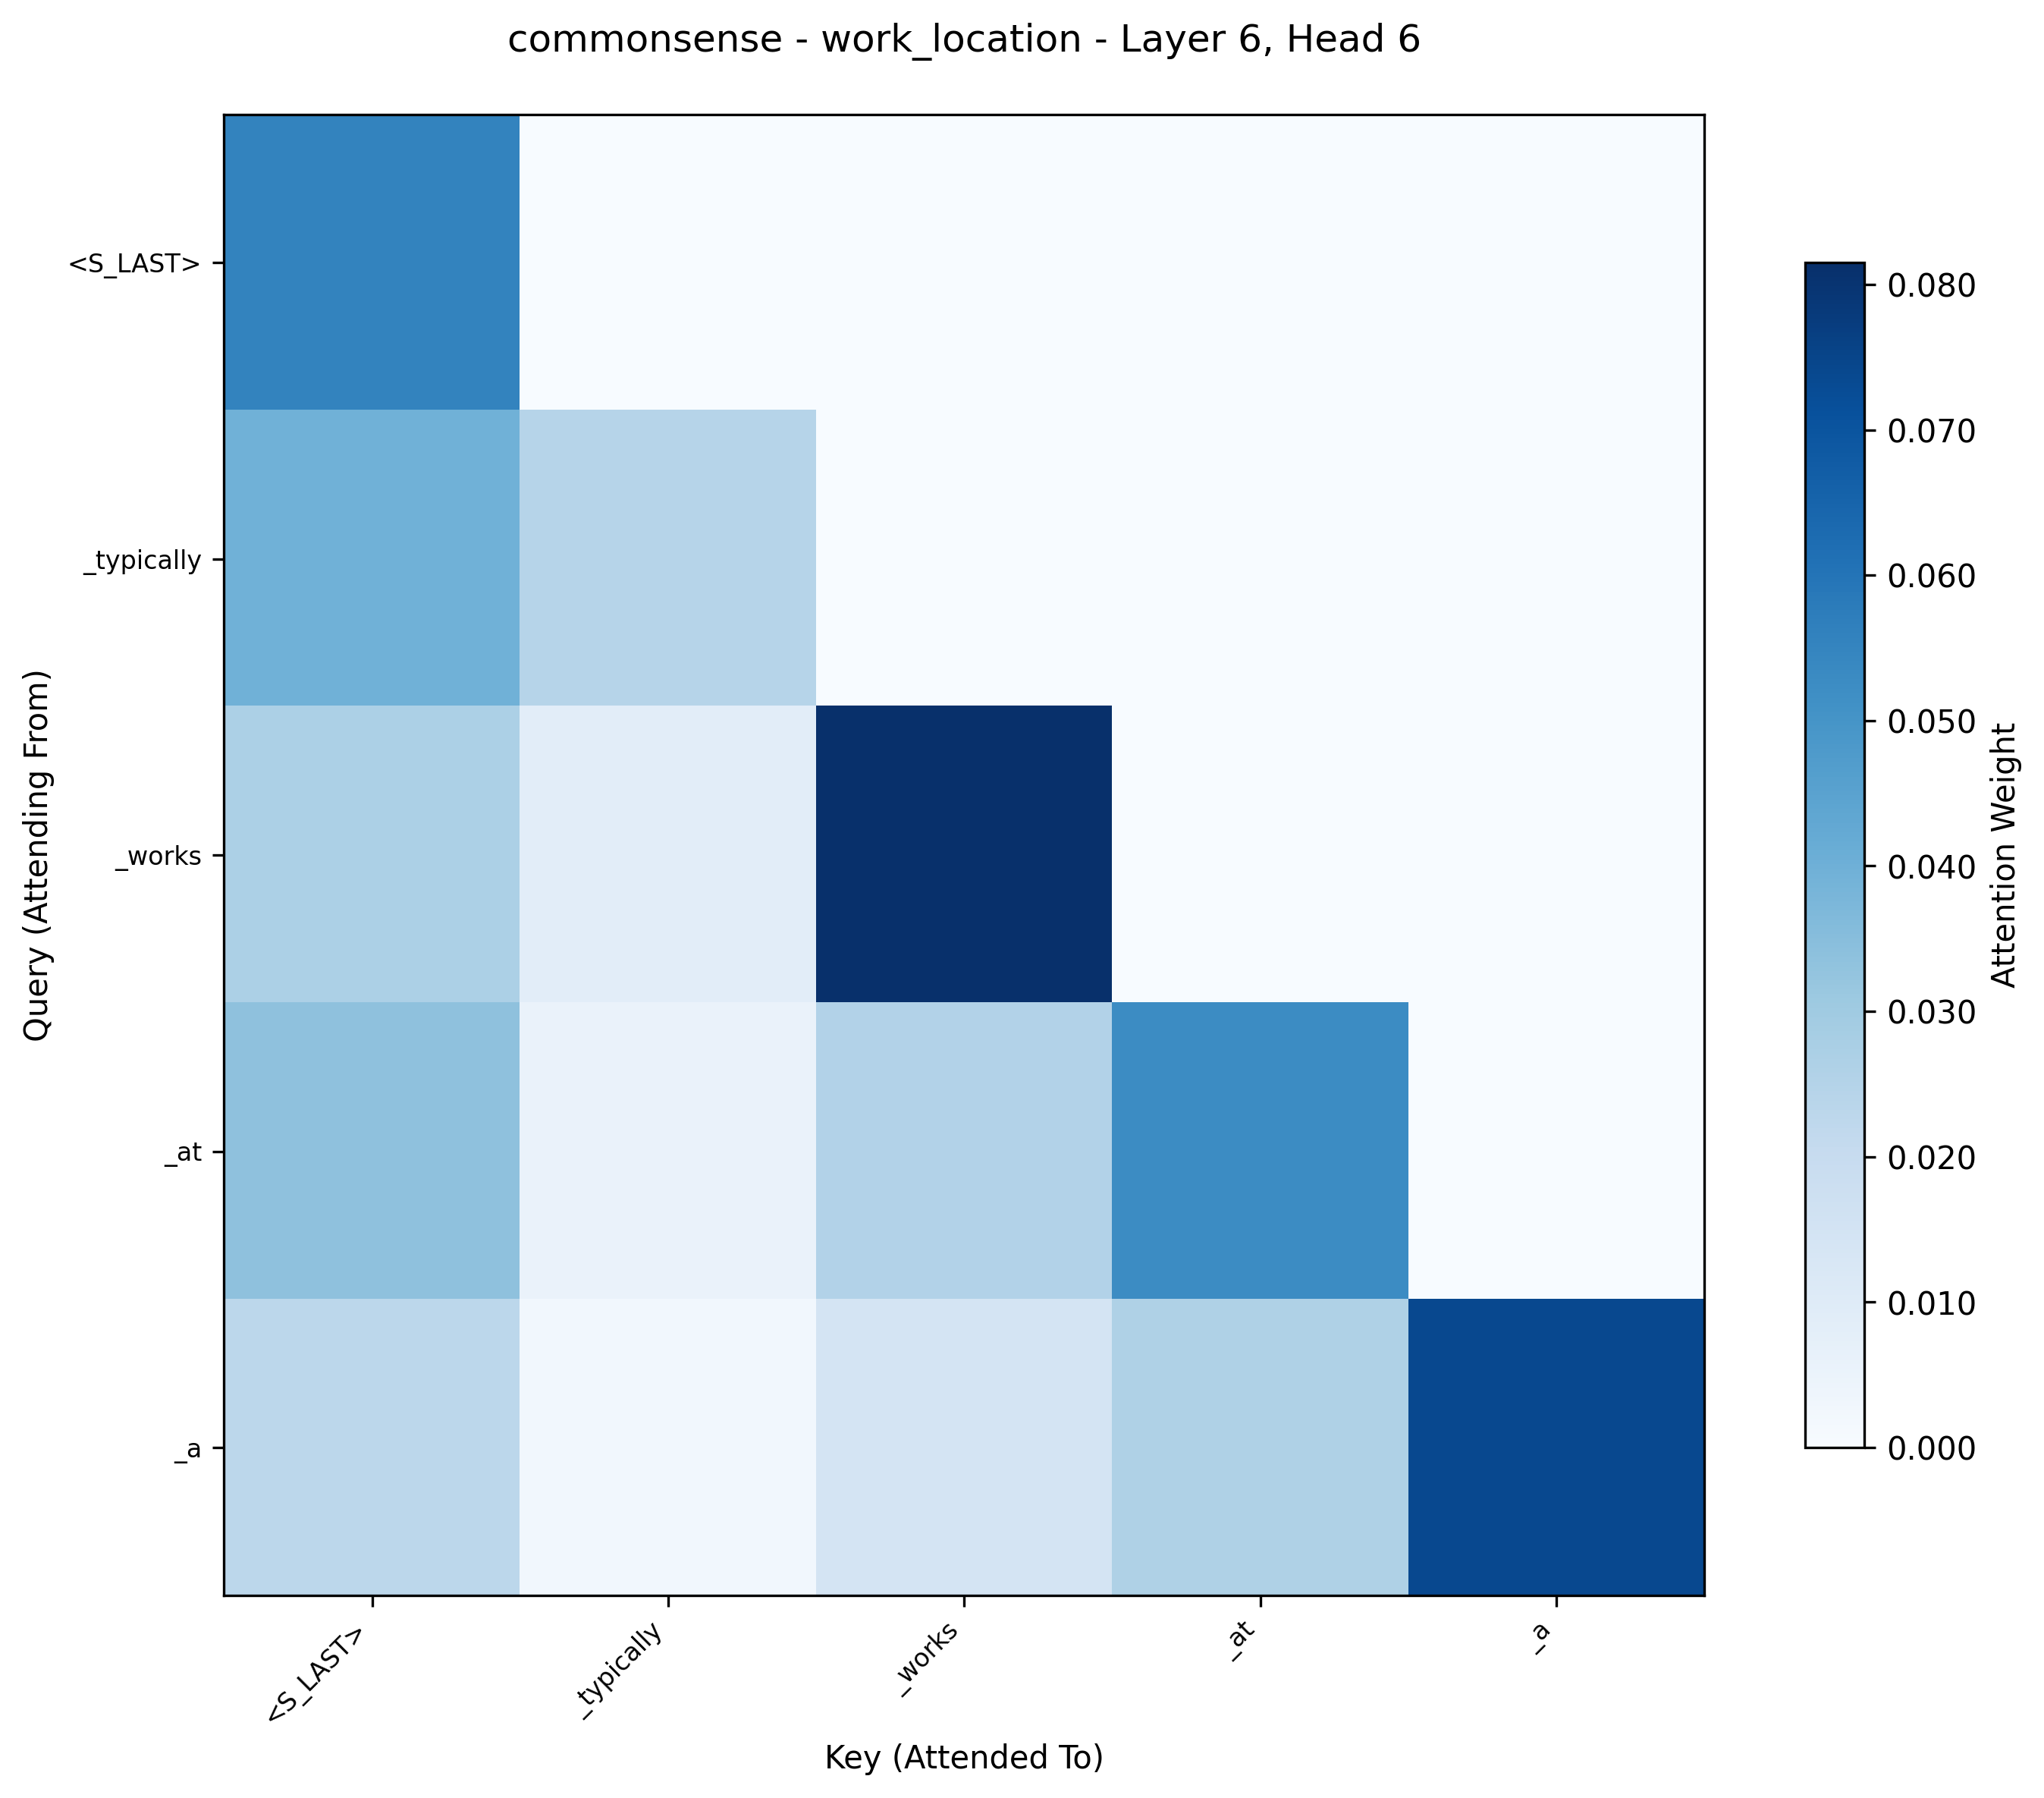 commonsense - work_location - Layer 6, Head 6
<S_LAST>
_typically
_works
_at
_a
Query (Attending From)
<S_LAST>
_typically
_works
_at
_a
Key (Attended To)
0.080
0.070
0.060
0.050
0.040
0.030
0.020
0.010
0.000
Attention Weight